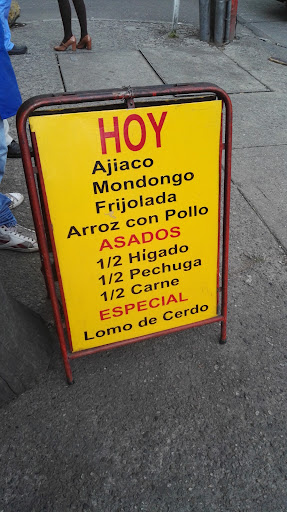 HOY
Ajiaco
Mondongo
Frijolada
Arroz con Pollo
ASADOS
1/2 Higado
1/2 Pechuga
1/2 Carne
ESPECIAL
Lomo de Cerdo